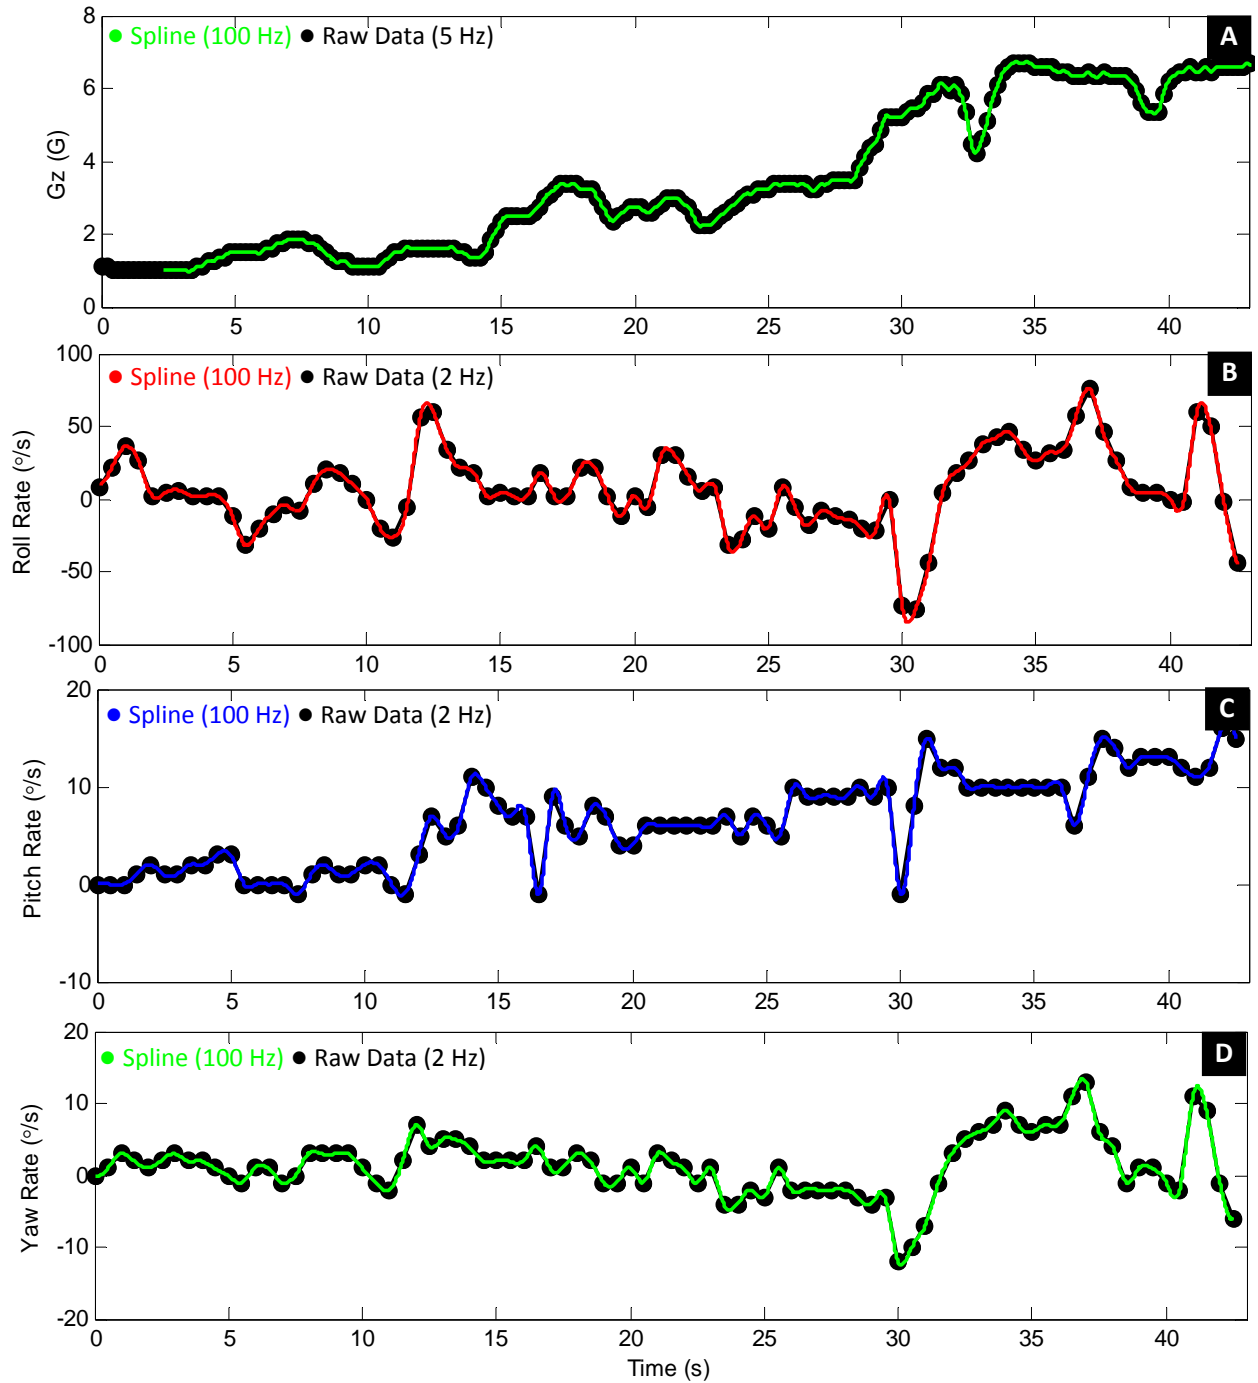 8
Spline (100 Hz) Raw Data (5 Hz)
A
6
4
2
0
Gz (G)
0 5 10 15 20 25 30 35 40
100
Spline (100 Hz) Raw Data (2 Hz)
B
50
0
-50
-100
Roll Rate (°/s)
0 5 10 15 20 25 30 35 40
20
Spline (100 Hz) Raw Data (2 Hz)
C
10
0
-10
Pitch Rate (°/s)
0 5 10 15 20 25 30 35 40
20
Spline (100 Hz) Raw Data (2 Hz)
D
10
0
-10
-20
Yaw Rate (°/s)
0 5 10 15 20 25 30 35 40
Time (s)